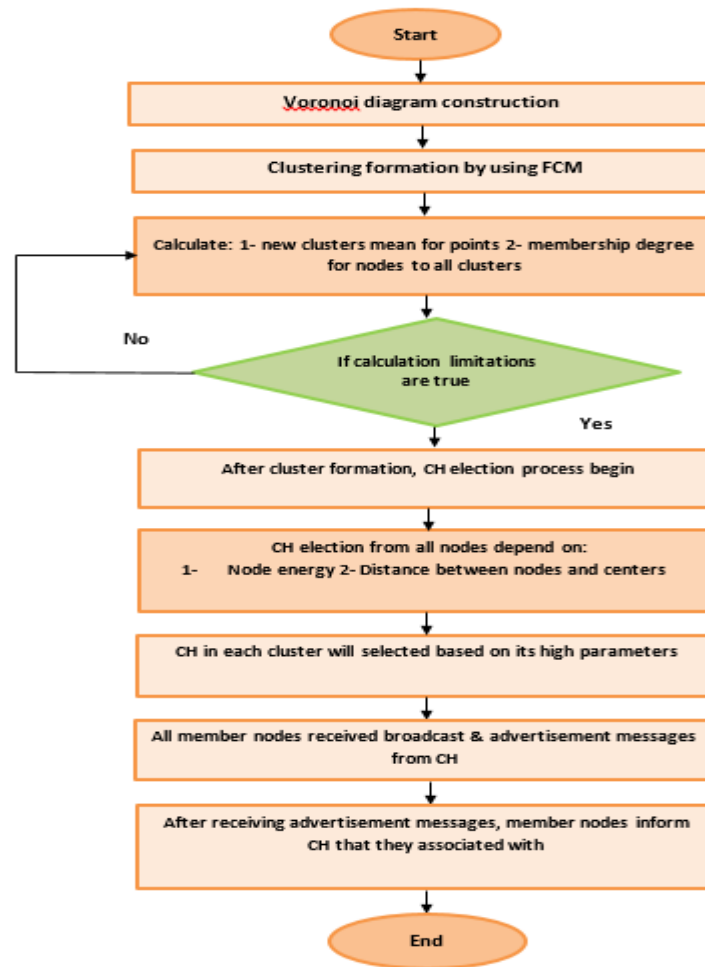 Start
Voronoi diagram construction
Clustering formation by using FCM
Calculate: 1- new clusters mean for points 2- membership degree
for nodes to all clusters
No
If calculation limitations
are true
Yes
After cluster formation, CH election process begin
CH election from all nodes depend on:
1- Node energy 2- Distance between nodes and centers
CH in each cluster will selected based on its high parameters
All member nodes received broadcast & advertisement messages
from CH
After receiving advertisement messages, member nodes inform
CH that they associated with
End